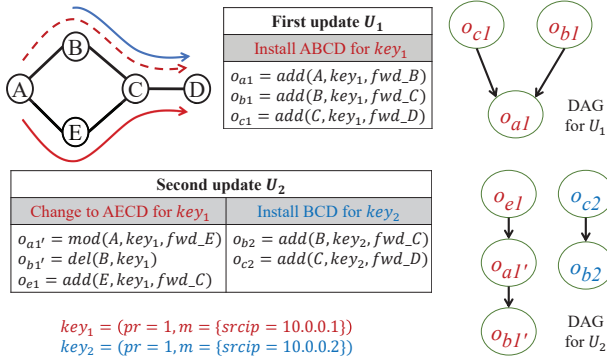 B
A
C
D
E
First update U1
Install ABCD for key1
oa1 = add(A, key1, fwd_B)
ob1 = add(B, key1, fwd_C)
oc1 = add(C, key1, fwd_D)
oc1
ob1
oa1
DAG
for U1
Second update U2
Change to AECD for key1
Install BCD for key2
oa1' = mod(A, key1, fwd_E)
ob1' = del(B, key1)
oe1 = add(E, key1, fwd_C)
ob2 = add(B, key2, fwd_C)
oc2 = add(C, key2, fwd_D)
oe1
oc2
oa1'
ob2
ob1'
DAG
for U2
key1 = (pr = 1, m = {srcip = 10.0.0.1})
key2 = (pr = 1, m = {srcip = 10.0.0.2})